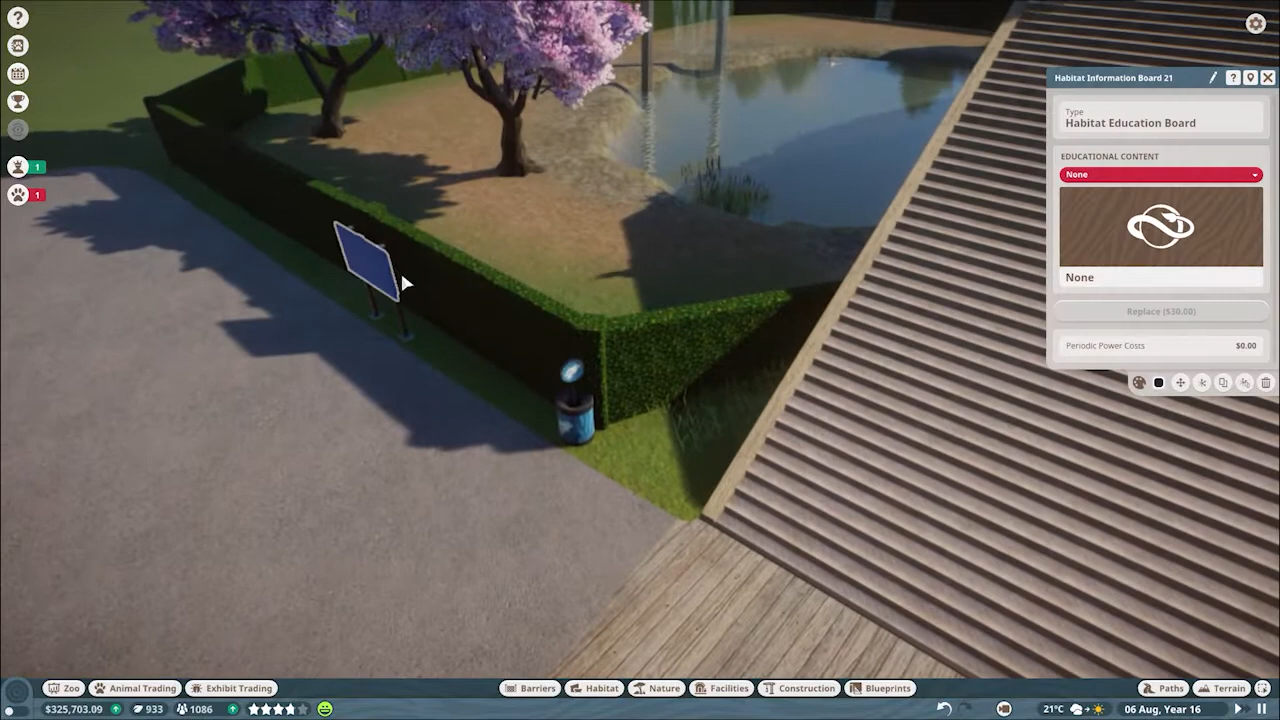 Habitat Information Board 21
?
?
Type
Habitat Education Board
EDUCATIONAL CONTENT
None
None
Replace ($30.00)
Periodic Power Costs $0.00
1
1
Zoo Animal Trading Exhibit Trading Barriers Habitat Nature Facilities Construction Blueprints Paths Terrain
$325,703.09 933 1086 21°C 06 Aug, Year 16